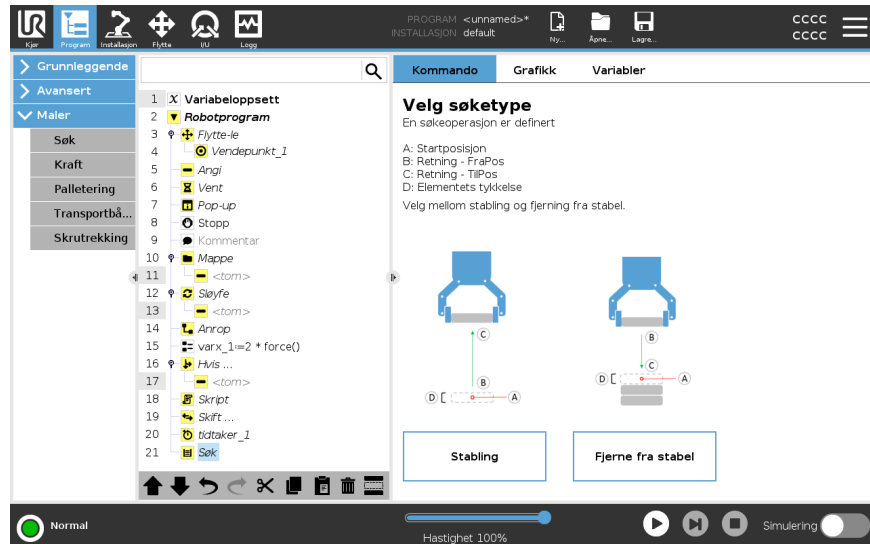 PROGRAM <unnamed>*
INSTALLASJON default
Kjør
Program
Installasjon
Flytte
I/U
Logg
Ny...
Åpne...
Lagre...
cccc
cccc
Grunnleggende
Avansert
Maler
Søk
Kraft
Palletering
Transportbå...
Skrutrekking
1 X Variabeloppsett
2 Robotprogram
3 Flytte-le
4 Vendepunkt_1
5 Angi
6 Vent
7 Pop-up
8 Stopp
9 Kommentar
10 Mappe
11 <tom>
12 Sløyfe
13 <tom>
14 Anrop
15 varx_1:=2 * force()
16 Hvis ...
17 <tom>
18 Skript
19 Skift ...
20 tidtaker_1
21 Søk
Kommando
Grafikk
Variabler
Velg søketype
En søkeoperasjon er definert
A: Startposisjon
B: Retning - FraPos
C: Retning - TilPos
D: Elementets tykkelse
Velg mellom stabling og fjerning fra stabel.
C
B
D
A
B
C
D
A
Stabling
Fjerne fra stabel
Normal
Hastighet 100%
Simulering